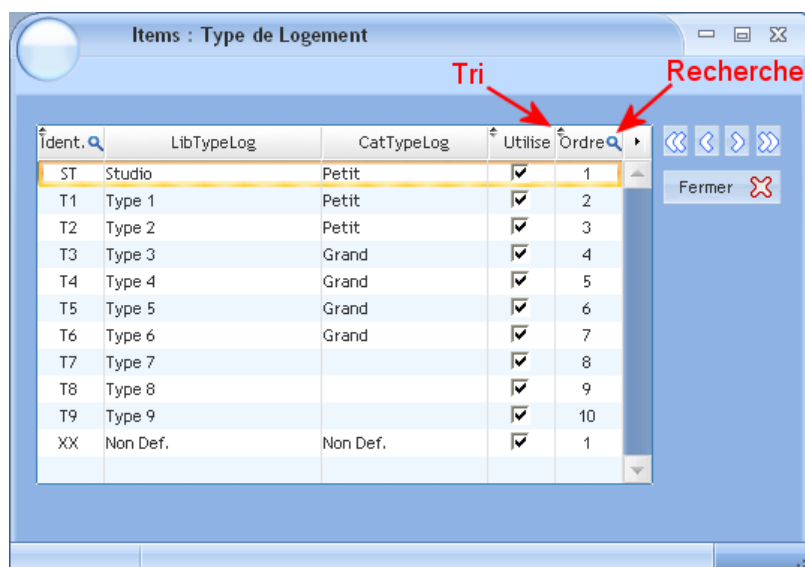 Items : Type de Logement
Tri
Recherche
Ident. LibTypeLog CatTypeLog Utilise Ordre
ST Studio Petit 1
T1 Type 1 Petit 2
T2 Type 2 Petit 3
T3 Type 3 Grand 4
T4 Type 4 Grand 5
T5 Type 5 Grand 6
T6 Type 6 Grand 7
T7 Type 7 8
T8 Type 8 9
T9 Type 9 10
XX Non Def. Non Def. 1
Fermer